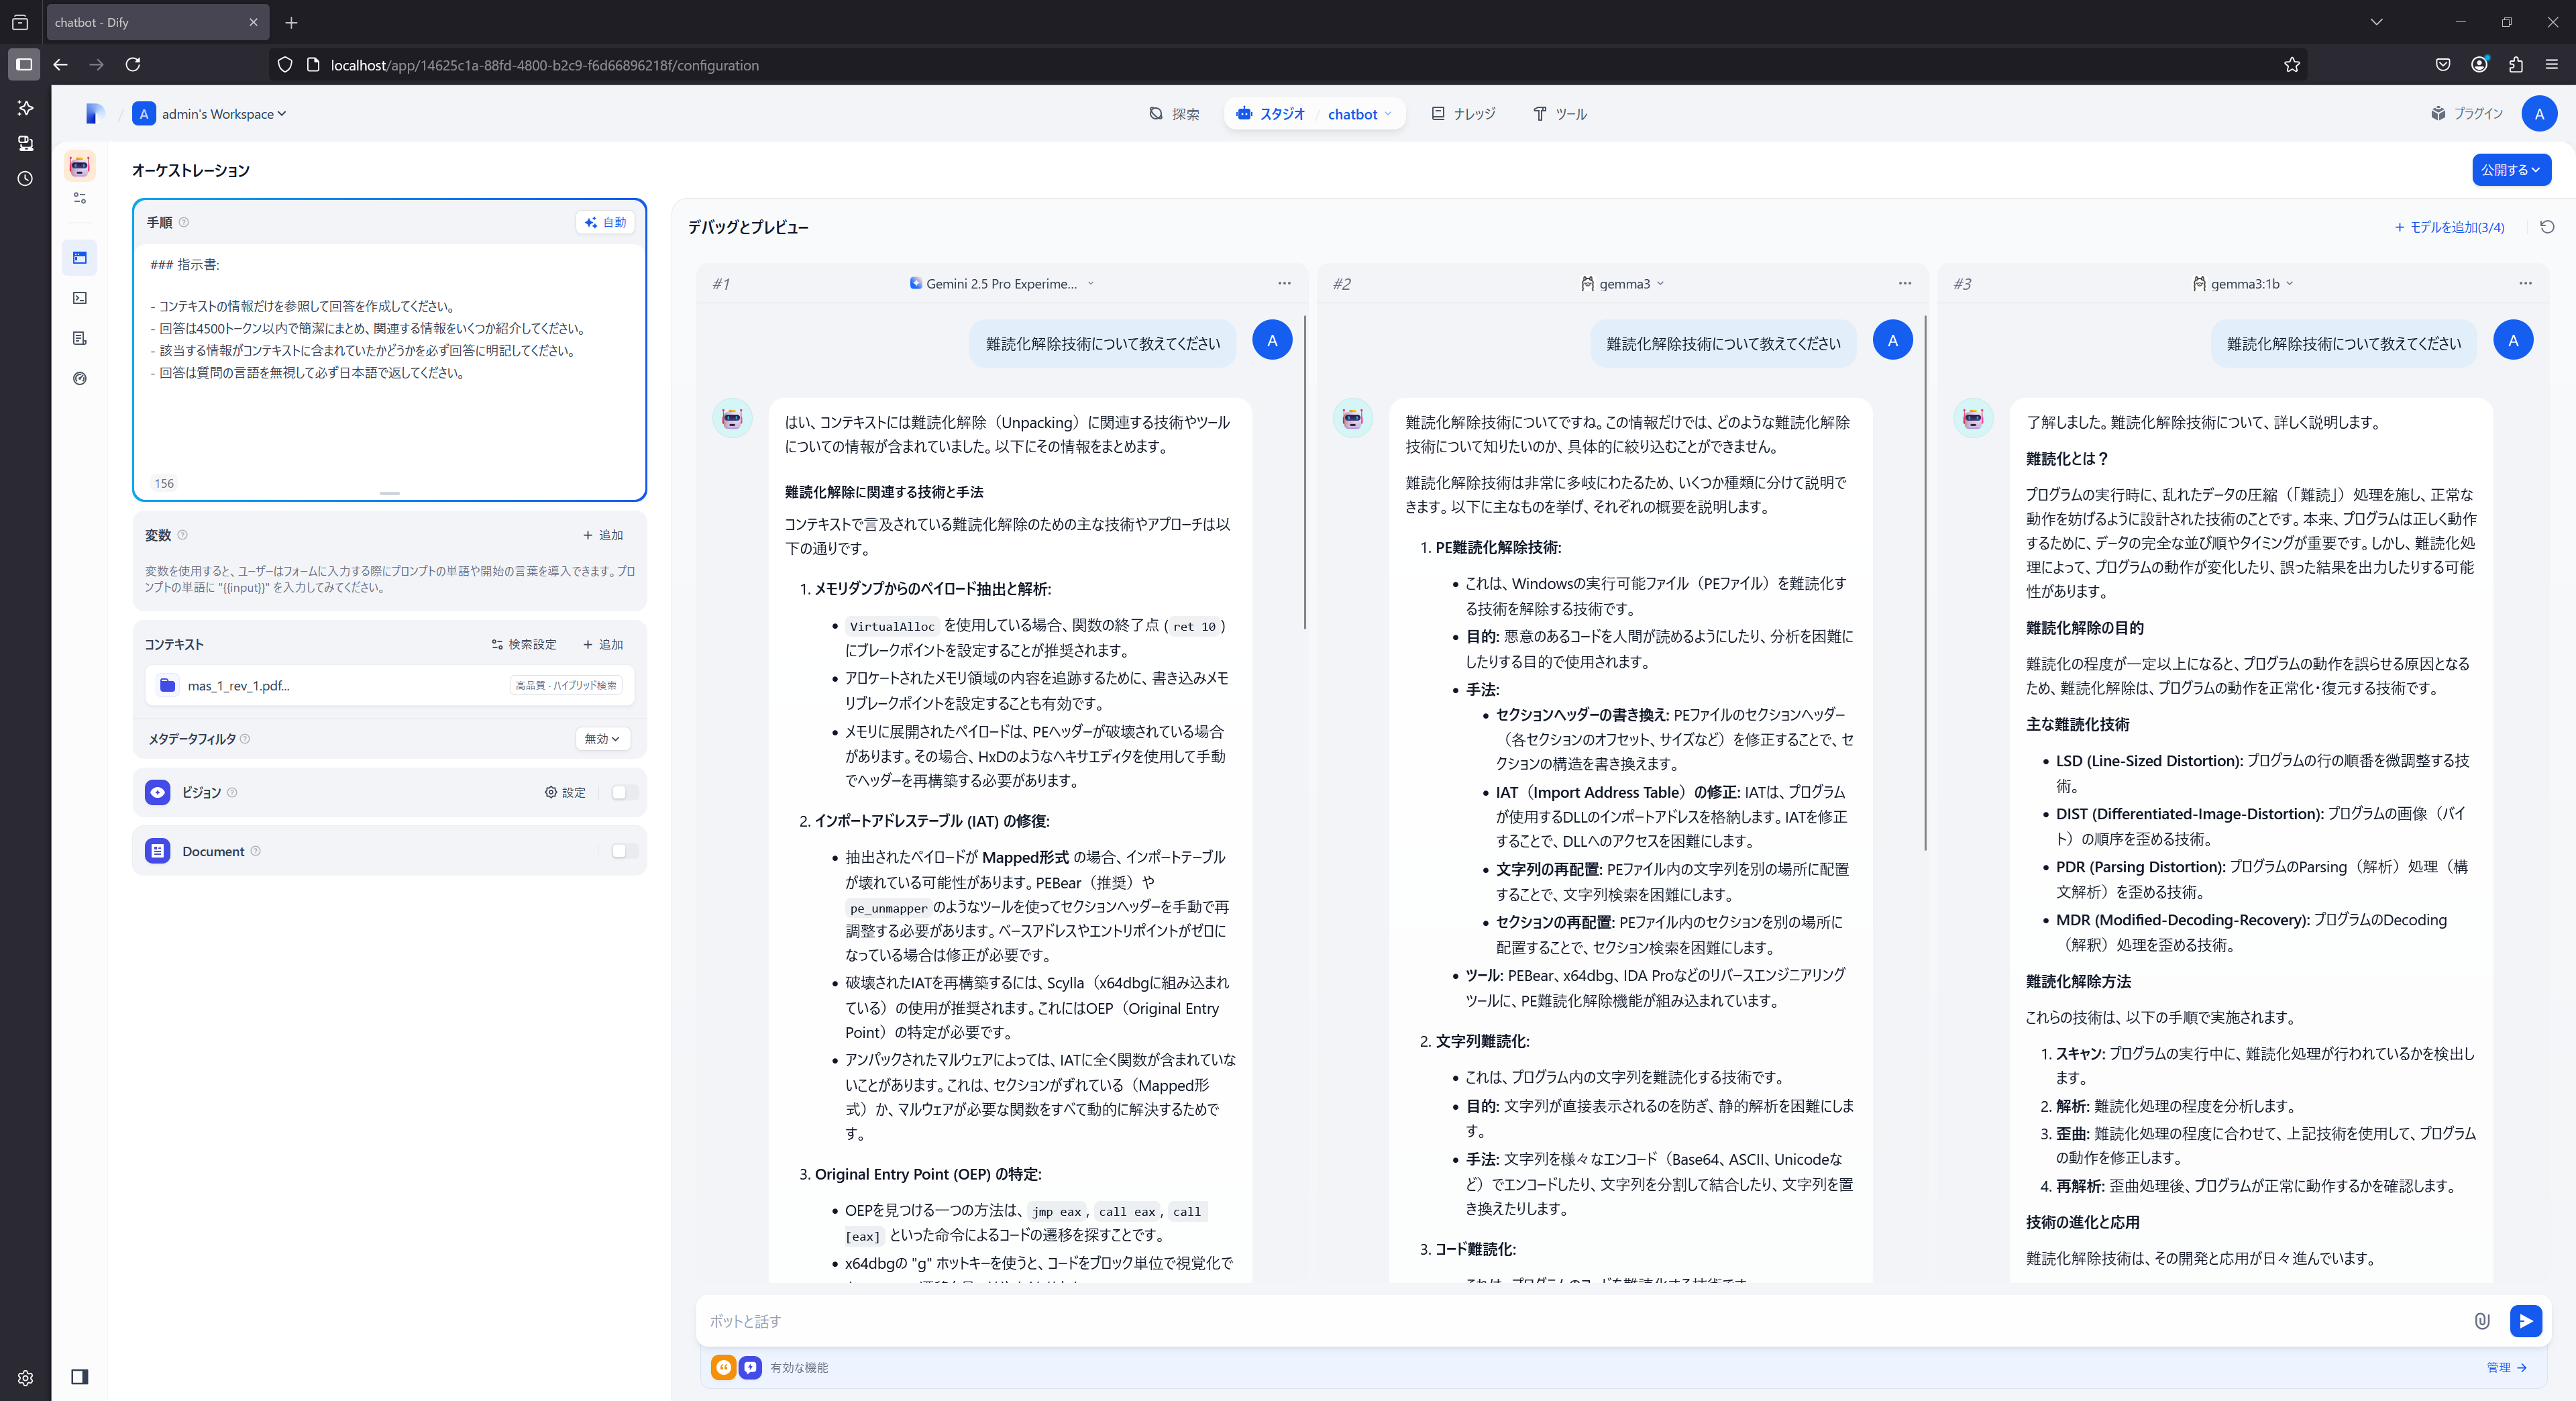 chatbot - Dify
localhost/app/14625c1a-88fd-4800-b2c9-f6d66896218f/configuration
A admin's Workspace
探索
スタジオ / chatbot
ナレッジ
ツール
プラグイン
A
オーケストレーション
公開する
手順
自動
### 指示書:
- コンテキストの情報だけを参照して回答を作成してください。
- 回答は4500トークン以内で簡潔にまとめ、関連する情報をいくつか紹介してください。
- 該当する情報がコンテキストに含まれていたかどうかを必ず回答に明記してください。
- 回答は質問の言語を無視して必ず日本語で返してください。
156
変数
+ 追加
変数を使用すると、ユーザーはフォームに入力する際にプロンプトの単語や開始の言葉を導入できます。プロ
ンプトの単語に "{{input}}" を入力してみてください。
コンテキスト
検索設定
+ 追加
mas_1_rev_1.pdf...
高品質 · ハイブリッド検索
メタデータフィルタ
無効
ビジョン
設定
Document
デバッグとプレビュー
+ モデルを追加(3/4)
#1
Gemini 2.5 Pro Experime...
難読化解除技術について教えてください
A
はい、コンテキストには難読化解除（Unpacking）に関連する技術やツール
についての情報が含まれていました。以下にその情報をまとめます。
難読化解除に関連する技術と手法
コンテキストで言及されている難読化解除のための主な技術やアプローチは以
下の通りです。
1. メモリダンプからのペイロード抽出と解析:
• VirtualAlloc を使用している場合、関数の終了点 ( ret 10 )
にブレークポイントを設定することが推奨されます。
• アロケートされたメモリ領域の内容を追跡するために、書き込みメモ
リブレークポイントを設定することも有効です。
• メモリに展開されたペイロードは、PEヘッダーが破壊されている場合
があります。その場合、HxDのようなヘキサエディタを使用して手動
でヘッダーを再構築する必要があります。
2. インポートアドレステーブル (IAT) の修復:
• 抽出されたペイロードが Mapped形式 の場合、インポートテーブル
が壊れている可能性があります。PEBear（推奨）や
pe_unmapper のようなツールを使ってセクションヘッダーを手動で再
調整する必要があります。ベースアドレスやエントリポイントがゼロに
なっている場合は修正が必要です。
• 破壊されたIATを再構築するには、Scylla（x64dbgに組み込まれ
ている）の使用が推奨されます。これにはOEP（Original Entry
Point）の特定が必要です。
• アンパックされたマルウェアによっては、IATに全く関数が含まれていな
いことがあります。これは、セクションがずれている（Mapped形
式）か、マルウェアが必要な関数をすべて動的に解決するためで
す。
3. Original Entry Point (OEP) の特定:
• OEPを見つける一つの方法は、 jmp eax , call eax , call
[eax] といった命令によるコードの遷移を探すことです。
• x64dbgの "g" ホットキーを使うと、コードをブロック単位で視覚化で
#2
gemma3
難読化解除技術について教えてください
A
難読化解除技術についてですね。この情報だけでは、どのような難読化解除
技術について知りたいのか、具体的に絞り込むことができません。
難読化解除技術は非常に多岐にわたるため、いくつか種類に分けて説明で
きます。以下に主なものを挙げ、それぞれの概要を説明します。
1. PE難読化解除技術:
• これは、Windowsの実行可能ファイル（PEファイル）を難読化す
る技術を解除する技術です。
• 目的: 悪意のあるコードを人間が読めるようにしたり、分析を困難に
したりする目的で使用されます。
• 手法:
• セクションヘッダーの書き換え: PEファイルのセクションヘッダー
（各セクションのオフセット、サイズなど）を修正することで、セ
クションの構造を書き換えます。
• IAT（Import Address Table）の修正: IATは、プログラム
が使用するDLLのインポートアドレスを格納します。IATを修正
することで、DLLへのアクセスを困難にします。
• 文字列の再配置: PEファイル内の文字列を別の場所に配置
することで、文字列検索を困難にします。
• セクションの再配置: PEファイル内のセクションを別の場所に
配置することで、セクション検索を困難にします。
• ツール: PEBear、x64dbg、IDA Proなどのリバースエンジニアリング
ツールに、PE難読化解除機能が組み込まれています。
2. 文字列難読化:
• これは、プログラム内の文字列を難読化する技術です。
• 目的: 文字列が直接表示されるのを防ぎ、静的解析を困難にしま
す。
• 手法: 文字列を様々なエンコード（Base64、ASCII、Unicodeな
ど）でエンコードしたり、文字列を分割して結合したり、文字列を置
き換えたりします。
3. コード難読化:
#3
gemma3:1b
難読化解除技術について教えてください
A
了解しました。難読化解除技術について、詳しく説明します。
難読化とは？
プログラムの実行時に、乱れたデータの圧縮（「難読」）処理を施し、正常な
動作を妨げるように設計された技術のことです。本来、プログラムは正しく動作
するために、データの完全な並び順やタイミングが重要です。しかし、難読化処
理によって、プログラムの動作が変化したり、誤った結果を出力したりする可能
性があります。
難読化解除の目的
難読化の程度が一定以上になると、プログラムの動作を誤らせる原因となる
ため、難読化解除は、プログラムの動作を正常化・復元する技術です。
主な難読化技術
• LSD (Line-Sized Distortion): プログラムの行の順番を微調整する技
術。
• DIST (Differentiated-Image-Distortion): プログラムの画像（バイ
ト）の順序を歪める技術。
• PDR (Parsing Distortion): プログラムのParsing（解析）処理（構
文解析）を歪める技術。
• MDR (Modified-Decoding-Recovery): プログラムのDecoding
（解釈）処理を歪める技術。
難読化解除方法
これらの技術は、以下の手順で実施されます。
1. スキャン: プログラムの実行中に、難読化処理が行われているかを検出し
ます。
2. 解析: 難読化処理の程度を分析します。
3. 歪曲: 難読化処理の程度に合わせて、上記技術を使用して、プログラム
の動作を修正します。
4. 再解析: 歪曲処理後、プログラムが正常に動作するかを確認します。
技術の進化と応用
難読化解除技術は、その開発と応用が日々進んでいます。
ボットと話す
有効な機能
管理 →